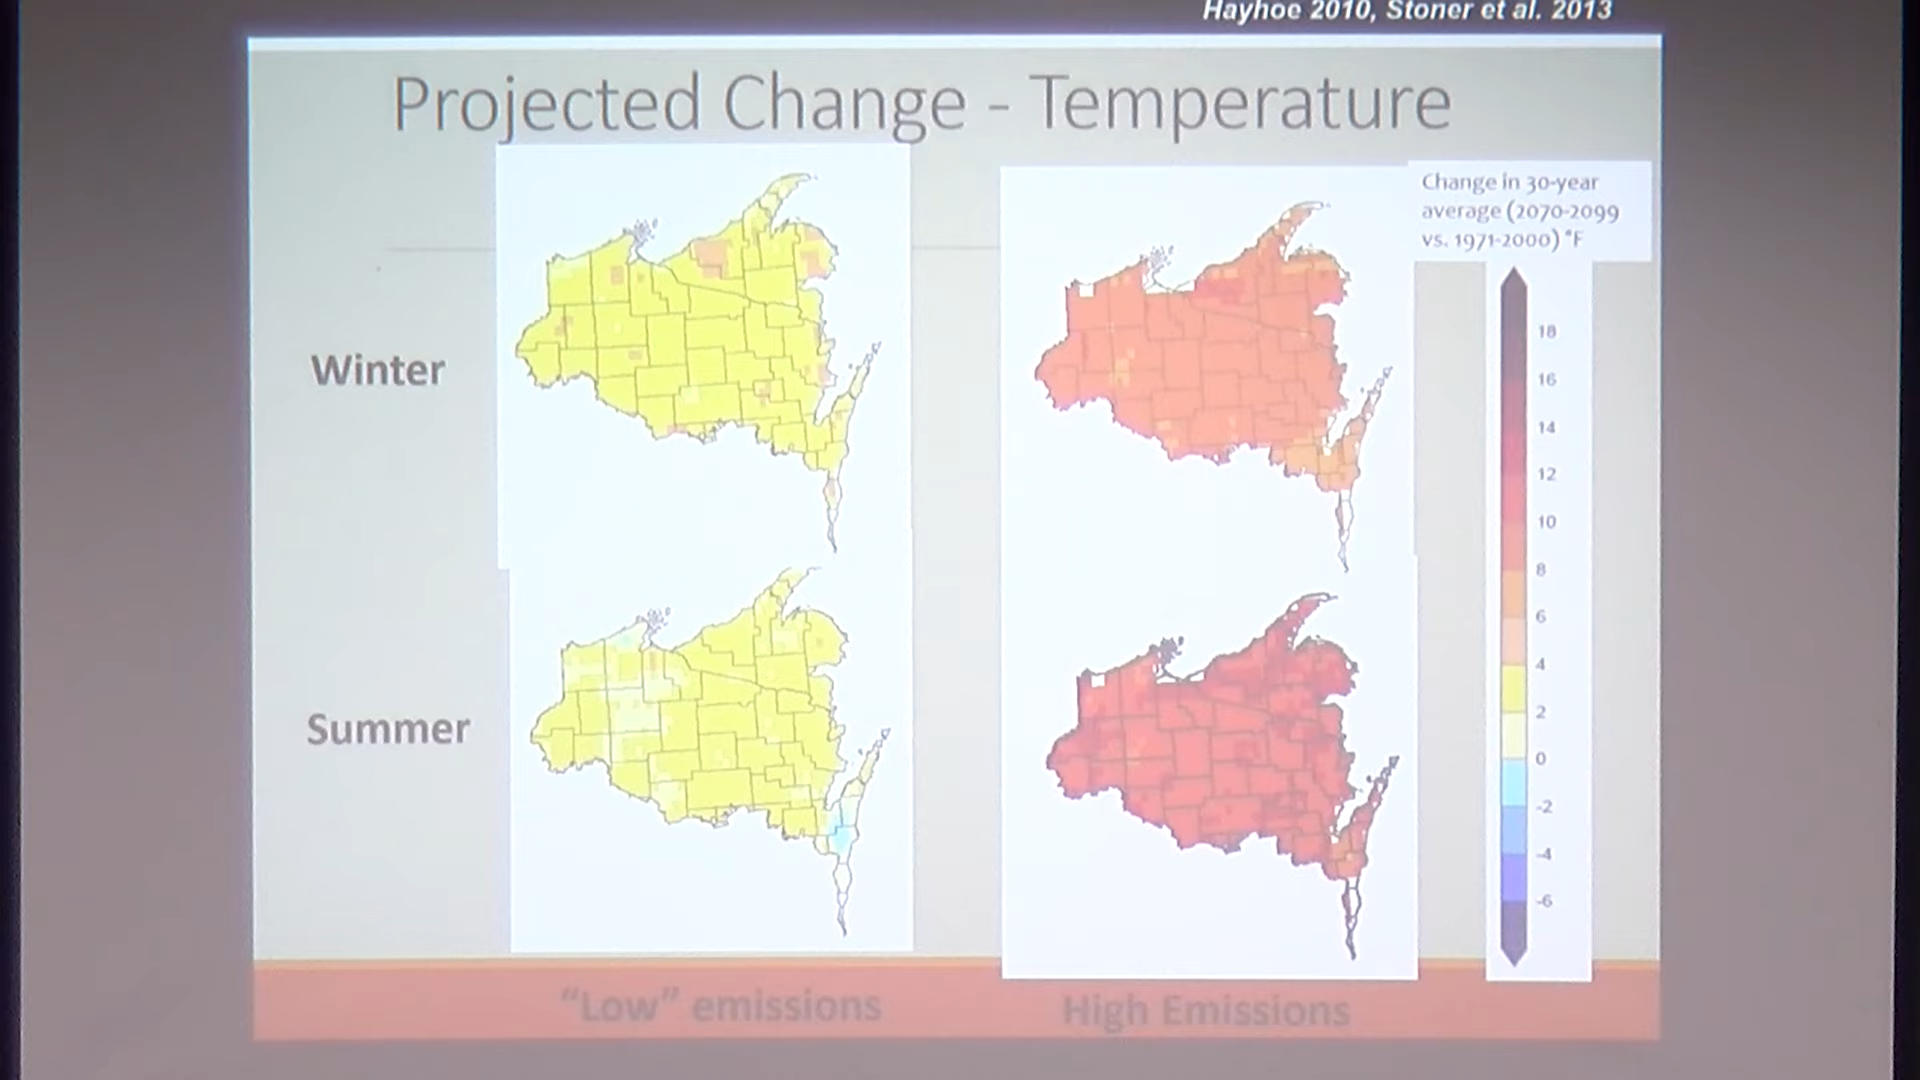 Hayhoe 2010, Stoner et al. 2013
Projected Change - Temperature
Change in 30-year
average (2070-2099
vs. 1971-2000) °F
Winter
Summer
18
16
14
12
10
8
6
4
2
0
-2
-4
-6
"Low" emissions
High Emissions